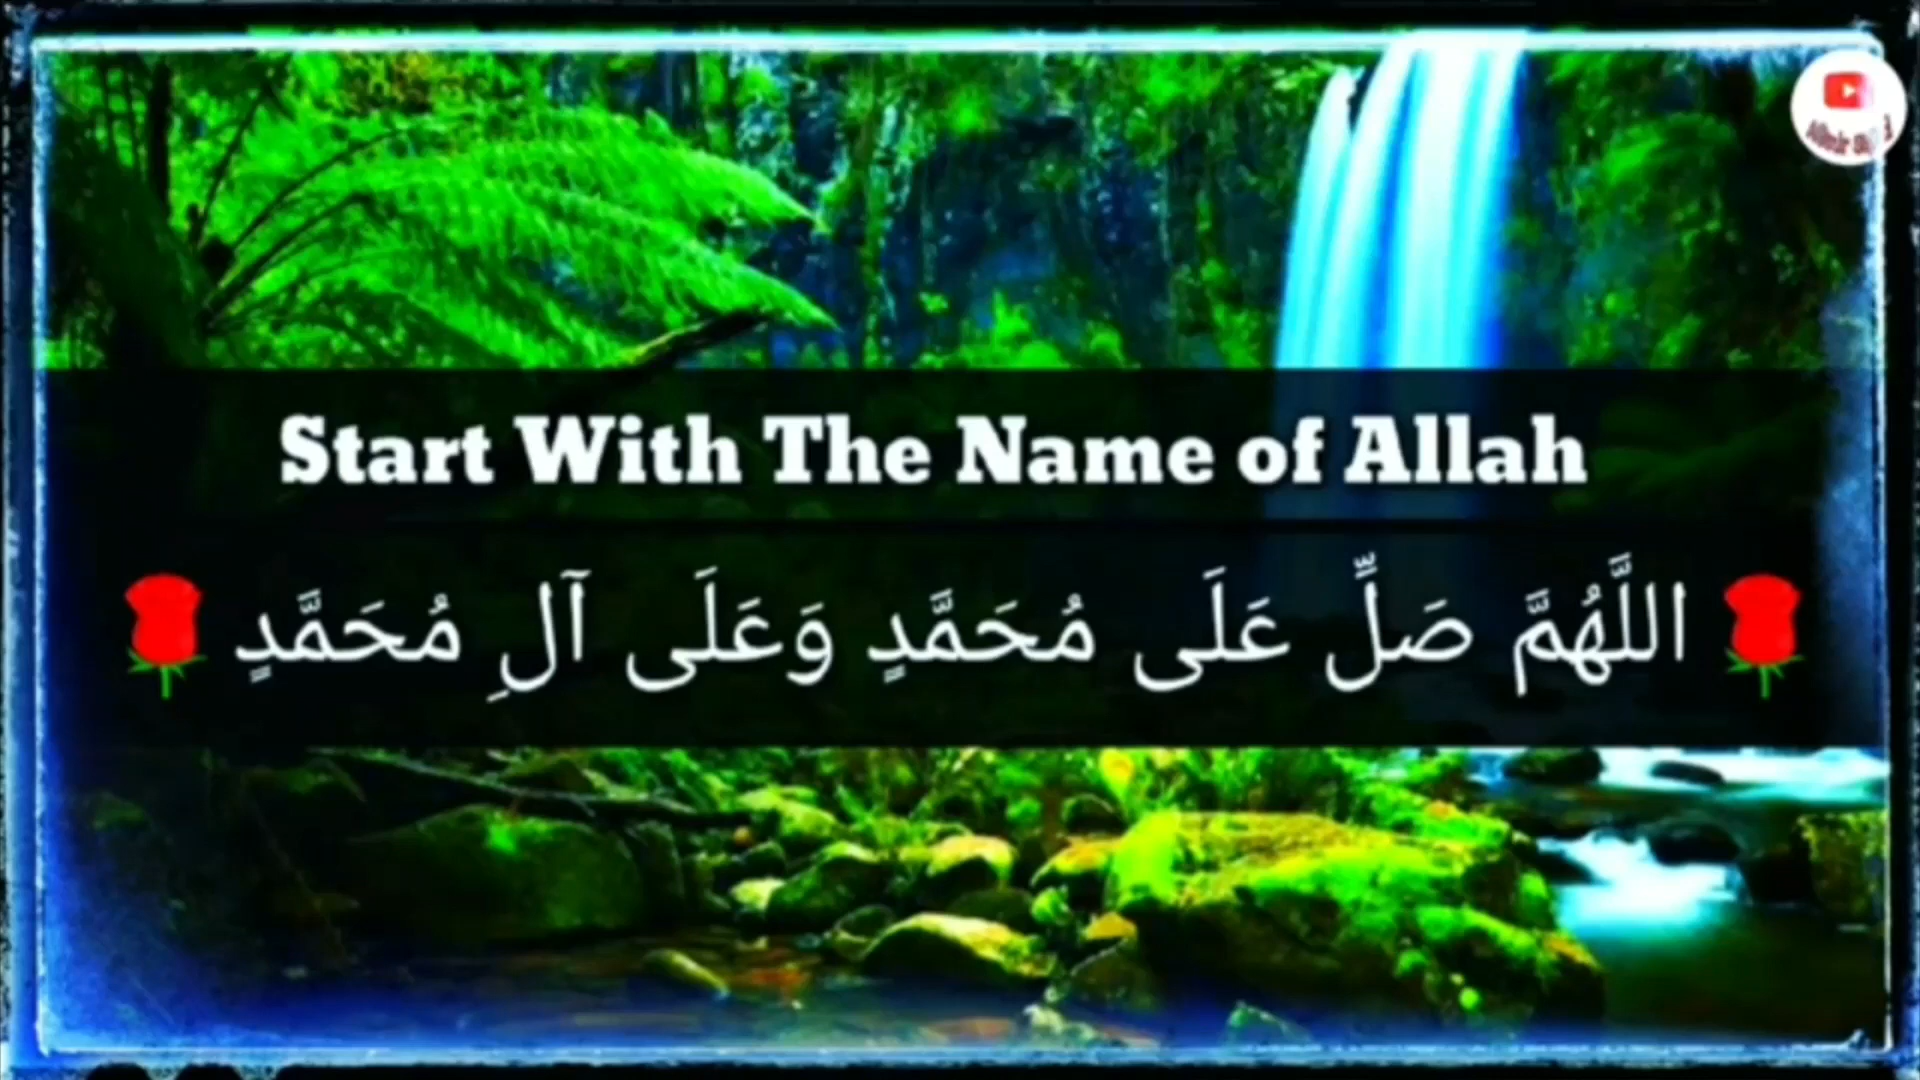 Start With The Name of Allah
اللَّهُمَّ صَلِّ عَلَى مُحَمَّدٍ وَعَلَى آلِ مُحَمَّدٍ